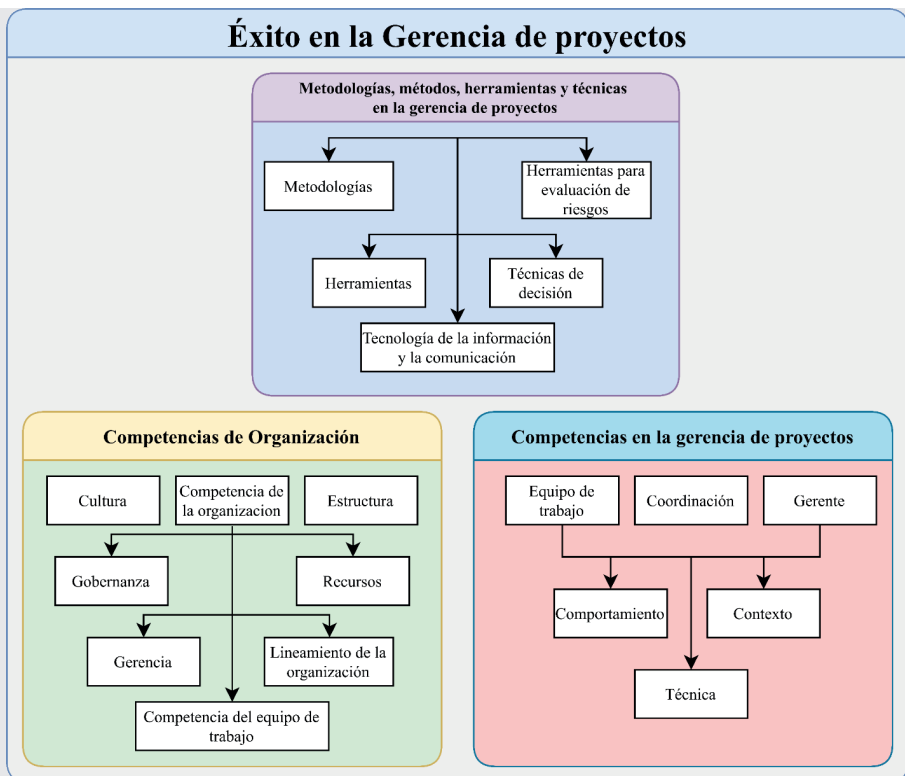 Éxito en la Gerencia de proyectos
Metodologías, métodos, herramientas y técnicas
en la gerencia de proyectos
Metodologías
Herramientas para
evaluación de
riesgos
Herramientas
Técnicas de
decisión
Tecnología de la información
y la comunicación
Competencias de Organización
Cultura
Competencia de
la organizacion
Estructura
Gobernanza
Recursos
Gerencia
Lineamiento de la
organización
Competencia del equipo de
trabajo
Competencias en la gerencia de proyectos
Equipo de
trabajo
Coordinación
Gerente
Comportamiento
Contexto
Técnica